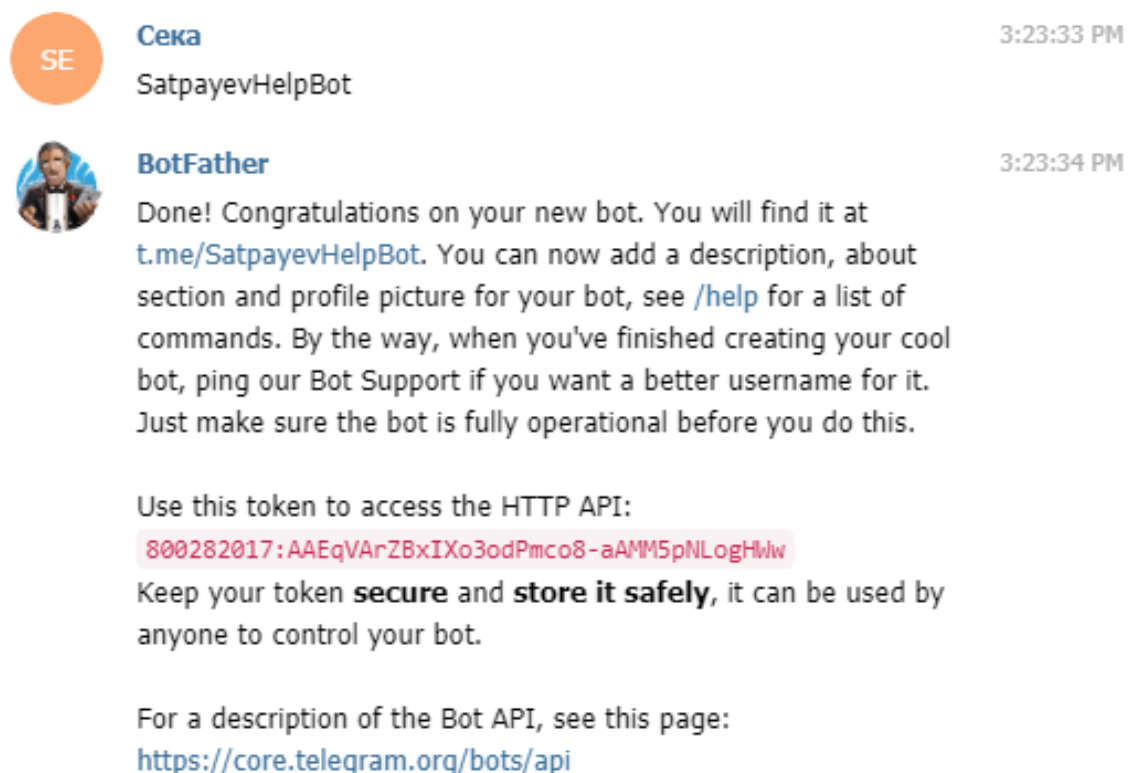 SE
Сека
3:23:33 PM
SatpayevHelpBot
BotFather
3:23:34 PM
Done! Congratulations on your new bot. You will find it at
t.me/SatpayevHelpBot. You can now add a description, about
section and profile picture for your bot, see /help for a list of
commands. By the way, when you've finished creating your cool
bot, ping our Bot Support if you want a better username for it.
Just make sure the bot is fully operational before you do this.
Use this token to access the HTTP API:
800282017:AAEqVArZBxIXo3odPmco8-aAMM5pNLogHWw
Keep your token secure and store it safely, it can be used by
anyone to control your bot.
For a description of the Bot API, see this page:
https://core.telegram.org/bots/api